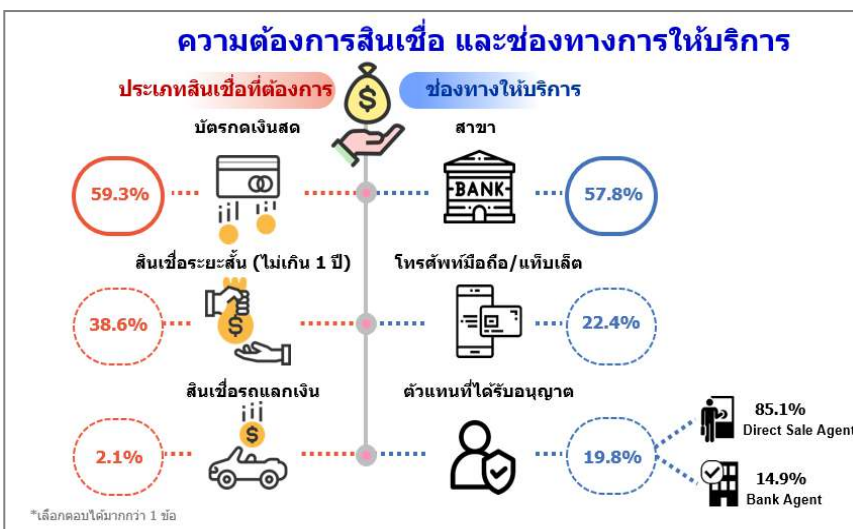 ความต้องการสินเชื่อ และช่องทางการให้บริการ
ประเภทสินเชื่อที่ต้องการ
ช่องทางให้บริการ
บัตรกดเงินสด
สาขา
59.3%
BANK
57.8%
สินเชื่อระยะสั้น (ไม่เกิน 1 ปี)
โทรศัพท์มือถือ/แท็บเล็ต
38.6%
22.4%
สินเชื่อรถแลกเงิน
ตัวแทนที่ได้รับอนุญาต
2.1%
19.8%
85.1%
Direct Sale Agent
14.9%
Bank Agent
*เลือกตอบได้มากกว่า 1 ข้อ